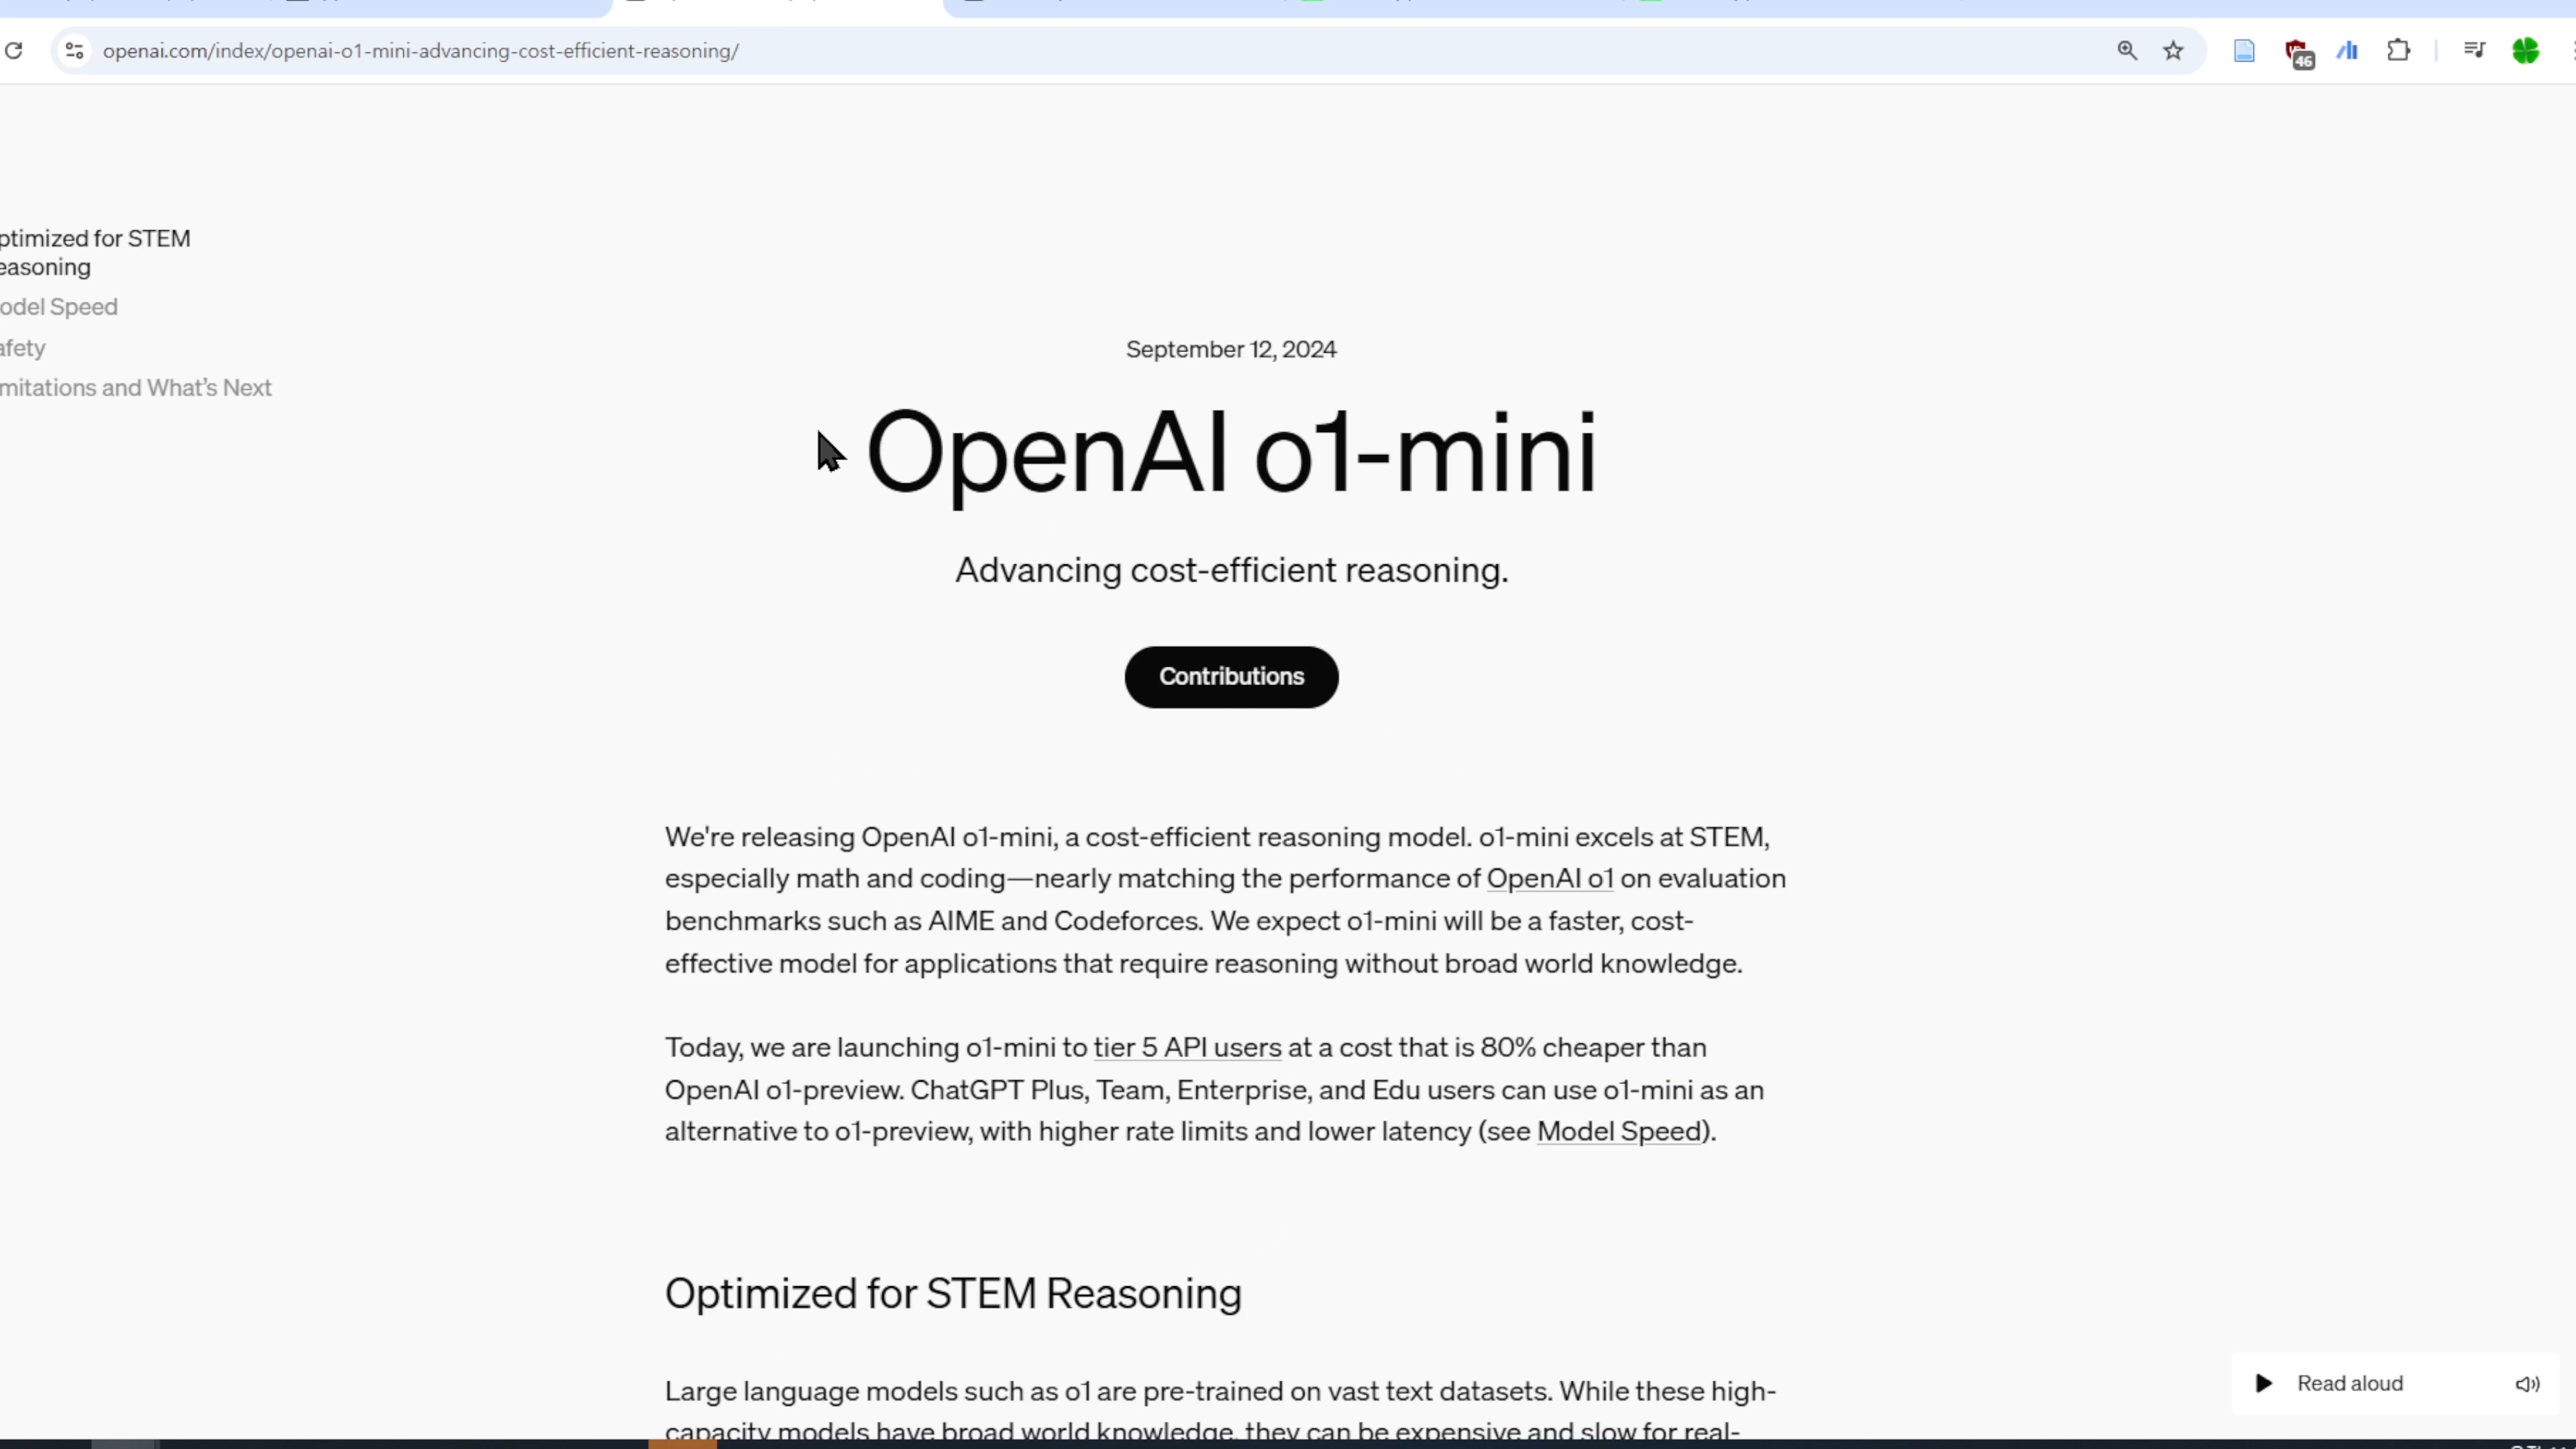 openai.com/index/openai-o1-mini-advancing-cost-efficient-reasoning/
46
ptimized for STEM
easoning
odel Speed
afety
mitations and What's Next
September 12, 2024
OpenAI o1-mini
Advancing cost-efficient reasoning.
Contributions
We're releasing OpenAI o1-mini, a cost-efficient reasoning model. o1-mini excels at STEM,
especially math and coding—nearly matching the performance of OpenAI o1 on evaluation
benchmarks such as AIME and Codeforces. We expect o1-mini will be a faster, cost-
effective model for applications that require reasoning without broad world knowledge.
Today, we are launching o1-mini to tier 5 API users at a cost that is 80% cheaper than
OpenAI o1-preview. ChatGPT Plus, Team, Enterprise, and Edu users can use o1-mini as an
alternative to o1-preview, with higher rate limits and lower latency (see Model Speed).
Optimized for STEM Reasoning
Large language models such as o1 are pre-trained on vast text datasets. While these high-
capacity models have broad world knowledge, they can be expensive and slow for real-
Read aloud